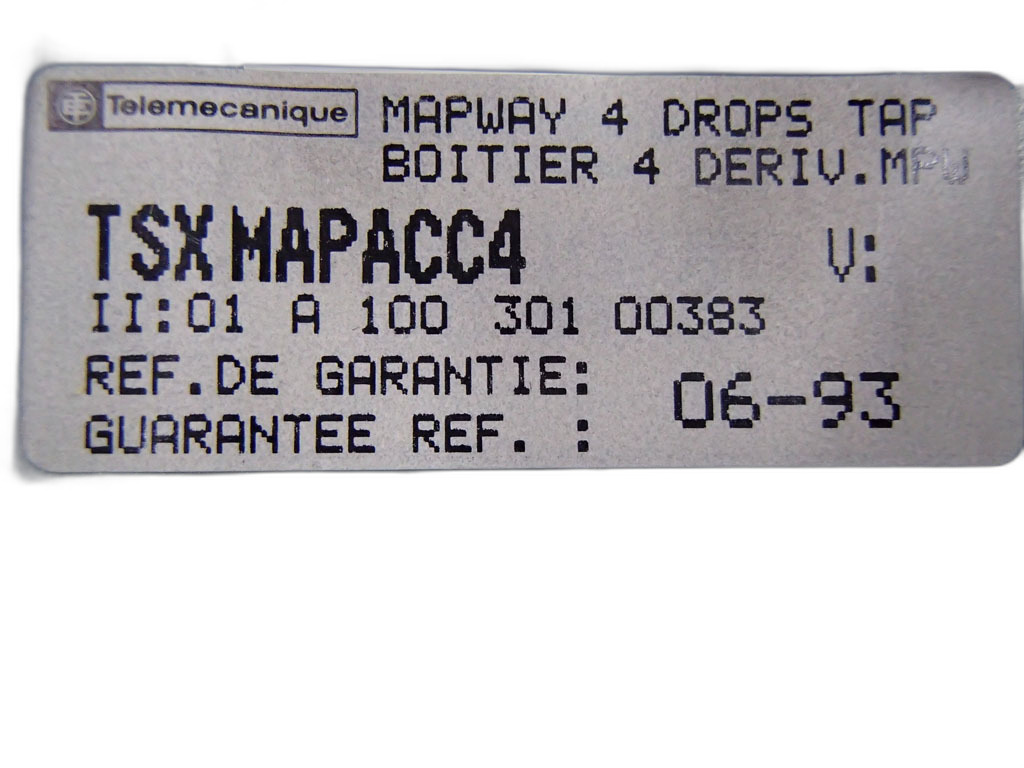 Telemecanique
MAPWAY 4 DROPS TAP
BOITIER 4 DERIV.MPW
TSX MAPACC4
V:
II:01 A 100 301 00383
REF.DE GARANTIE:
GUARANTEE REF. :
06-93